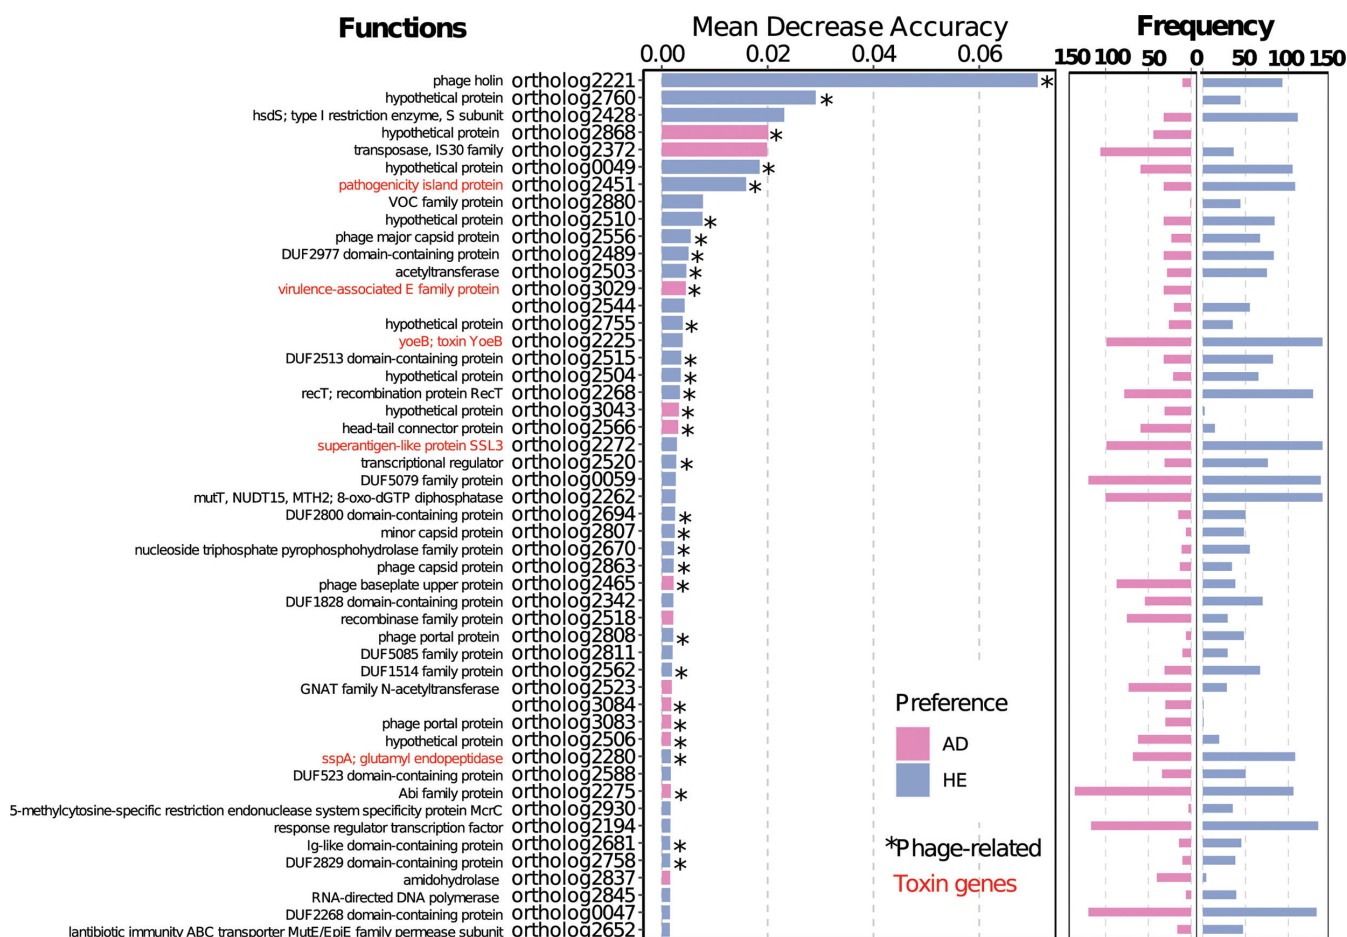 Functions Mean Decrease Accuracy Frequency
0.00 0.02 0.04 0.06 150 100 50 0 50 100 150
phage holin ortholog2221 *
hypothetical protein ortholog2760 *
hsdS; type I restriction enzyme, S subunit ortholog2428
hypothetical protein ortholog2868 *
transposase, IS30 family ortholog2372
hypothetical protein ortholog0049 *
pathogenicity island protein ortholog2451 *
VOC family protein ortholog2880
hypothetical protein ortholog2510 *
phage major capsid protein ortholog2556 *
DUF2977 domain-containing protein ortholog2489 *
acetyltransferase ortholog2503 *
virulence-associated E family protein ortholog3029 *
ortholog2544
hypothetical protein ortholog2755 *
yoeB; toxin YoeB ortholog2225
DUF2513 domain-containing protein ortholog2515 *
hypothetical protein ortholog2504 *
recT; recombination protein RecT ortholog2268 *
hypothetical protein ortholog3043 *
head-tail connector protein ortholog2566 *
superantigen-like protein SSL3 ortholog2272
transcriptional regulator ortholog2520 *
DUF5079 family protein ortholog0059
mutT, NUDT15, MTH2; 8-oxo-dGTP diphosphatase ortholog2262
DUF2800 domain-containing protein ortholog2694 *
minor capsid protein ortholog2807 *
nucleoside triphosphate pyrophosphohydrolase family protein ortholog2670 *
phage capsid protein ortholog2863 *
phage baseplate upper protein ortholog2465 *
DUF1828 domain-containing protein ortholog2342
recombinase family protein ortholog2518
phage portal protein ortholog2808 *
DUF5085 family protein ortholog2811
DUF1514 family protein ortholog2562 *
GNAT family N-acetyltransferase ortholog2523
ortholog3084 *
phage portal protein ortholog3083 *
hypothetical protein ortholog2506 *
sspA; glutamyl endopeptidase ortholog2280 *
DUF523 domain-containing protein ortholog2588
Abi family protein ortholog2275 *
5-methylcytosine-specific restriction endonuclease system specificity protein McrC ortholog2930
response regulator transcription factor ortholog2194
Ig-like domain-containing protein ortholog2681 *
DUF2829 domain-containing protein ortholog2758 *
amidohydrolase ortholog2837
RNA-directed DNA polymerase ortholog2845
DUF2268 domain-containing protein ortholog0047
lantibiotic immunity ABC transporter MutE/EpiE family permease subunit ortholog2652
Preference
AD
HE
*Phage-related
Toxin genes